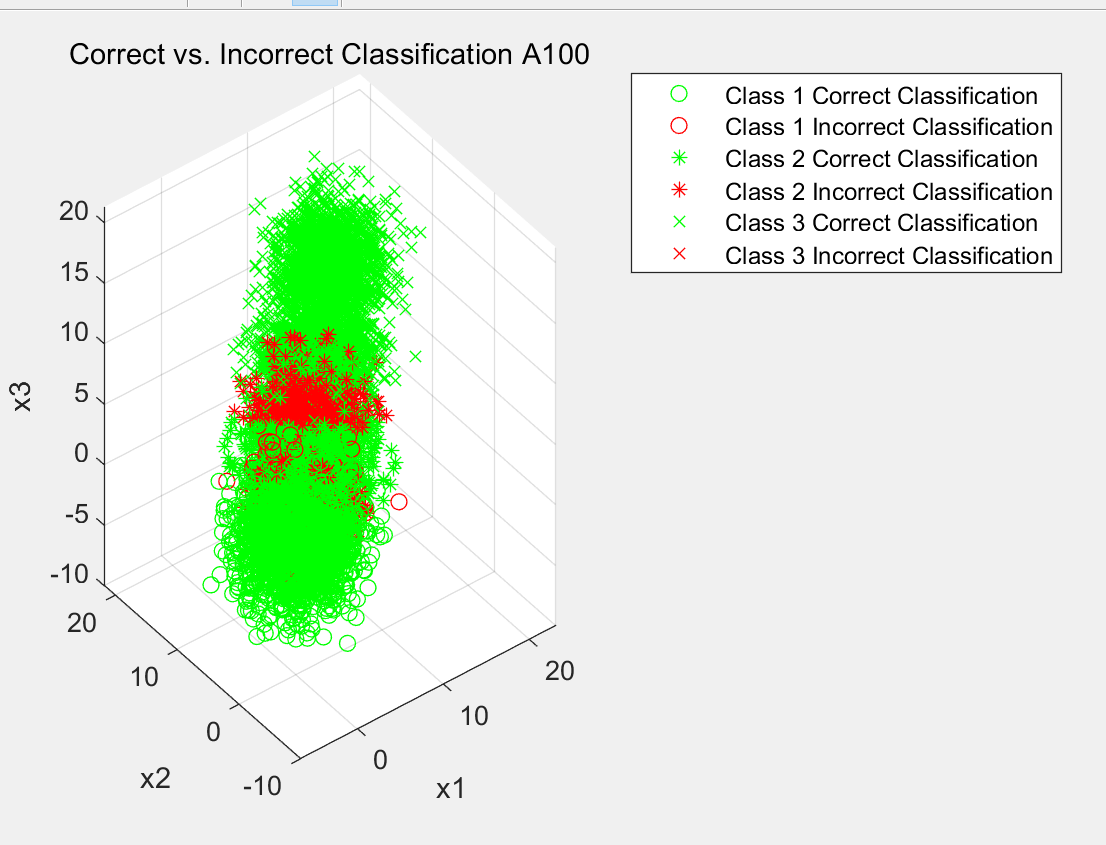 Correct vs. Incorrect Classification A100
Class 1 Correct Classification
Class 1 Incorrect Classification
Class 2 Correct Classification
Class 2 Incorrect Classification
Class 3 Correct Classification
Class 3 Incorrect Classification
20
15
10
5
0
-5
-10
x3
20
10
0
-10
x2
0
10
20
x1